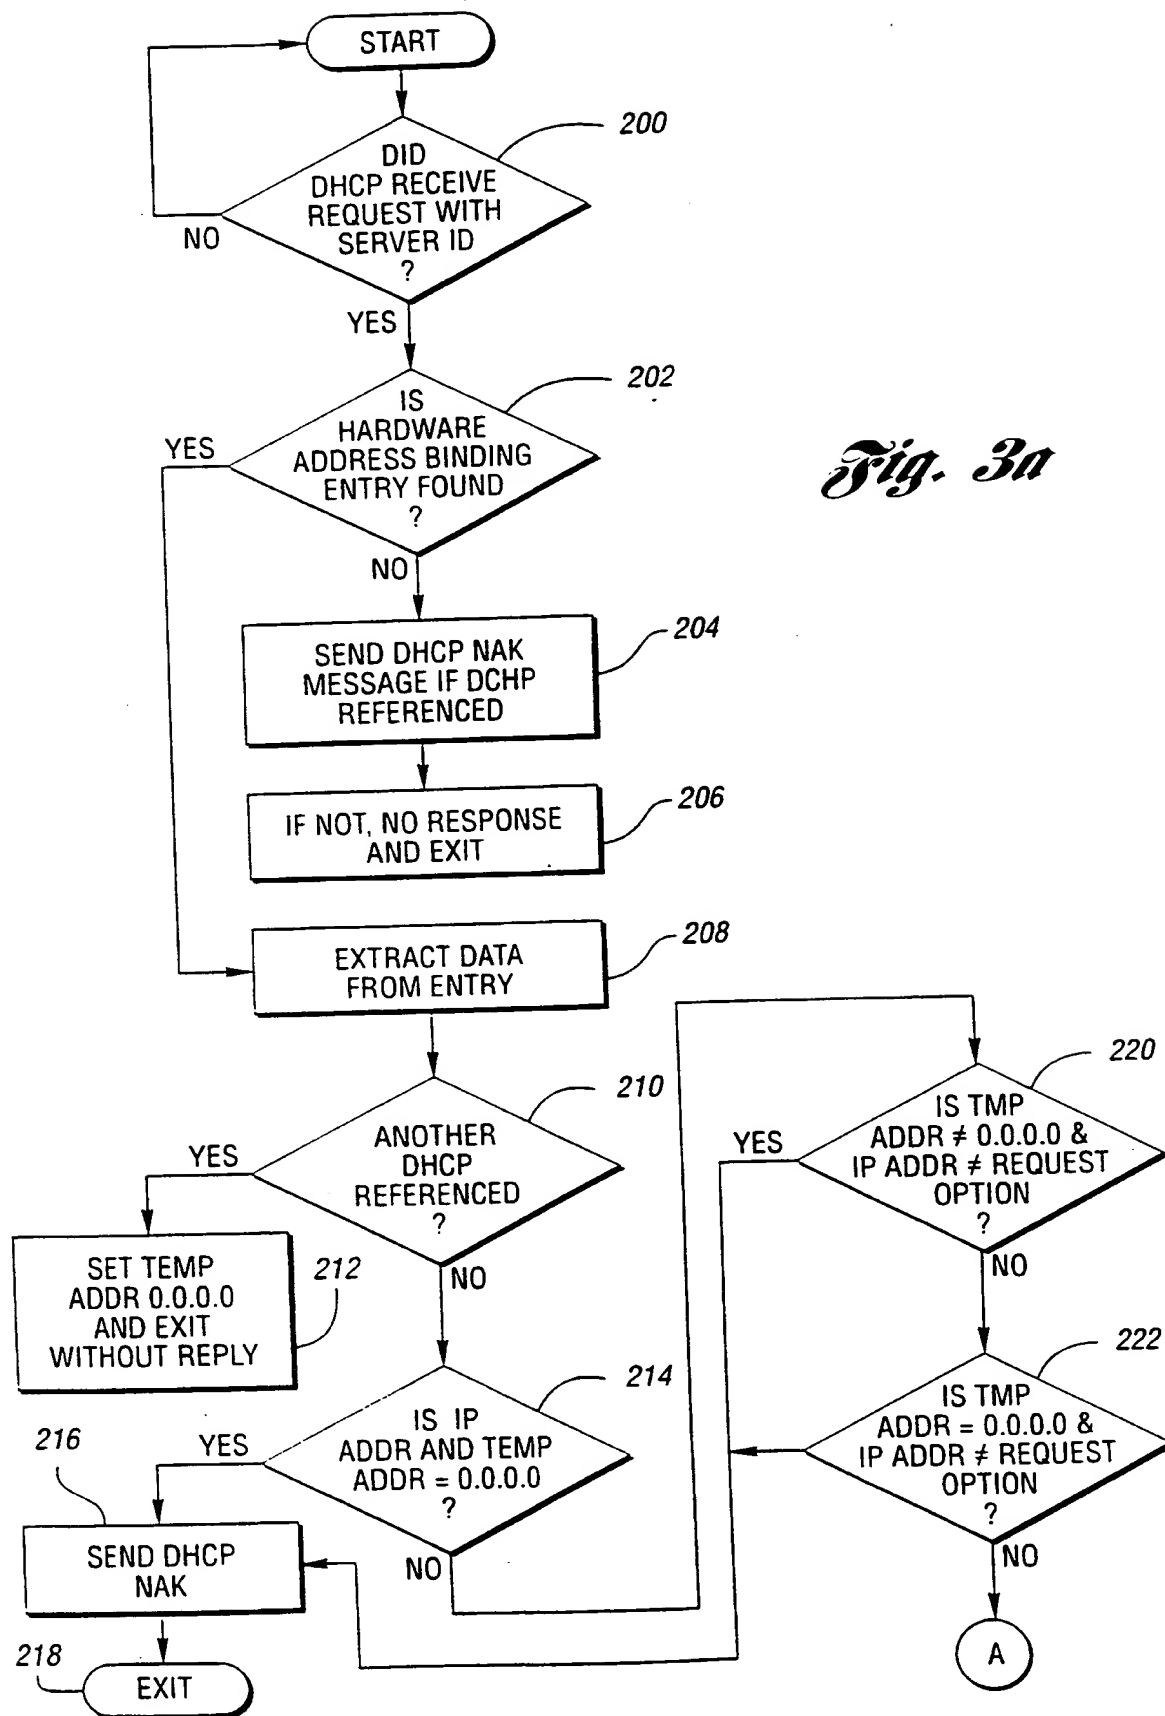 START
200
DID
DHCP RECEIVE
REQUEST WITH
SERVER ID
?
NO
YES
202
IS
HARDWARE
ADDRESS BINDING
ENTRY FOUND
?
YES
NO
Fig. 3a
204
SEND DHCP NAK
MESSAGE IF DCHP
REFERENCED
206
IF NOT, NO RESPONSE
AND EXIT
208
EXTRACT DATA
FROM ENTRY
210
ANOTHER
DHCP
REFERENCED
?
YES
NO
212
SET TEMP
ADDR 0.0.0.0
AND EXIT
WITHOUT REPLY
214
IS IP
ADDR AND TEMP
ADDR = 0.0.0.0
?
YES
NO
216
SEND DHCP
NAK
218
EXIT
220
IS TMP
ADDR ≠ 0.0.0.0 &
IP ADDR ≠ REQUEST
OPTION
?
YES
NO
222
IS TMP
ADDR = 0.0.0.0 &
IP ADDR ≠ REQUEST
OPTION
?
NO
A